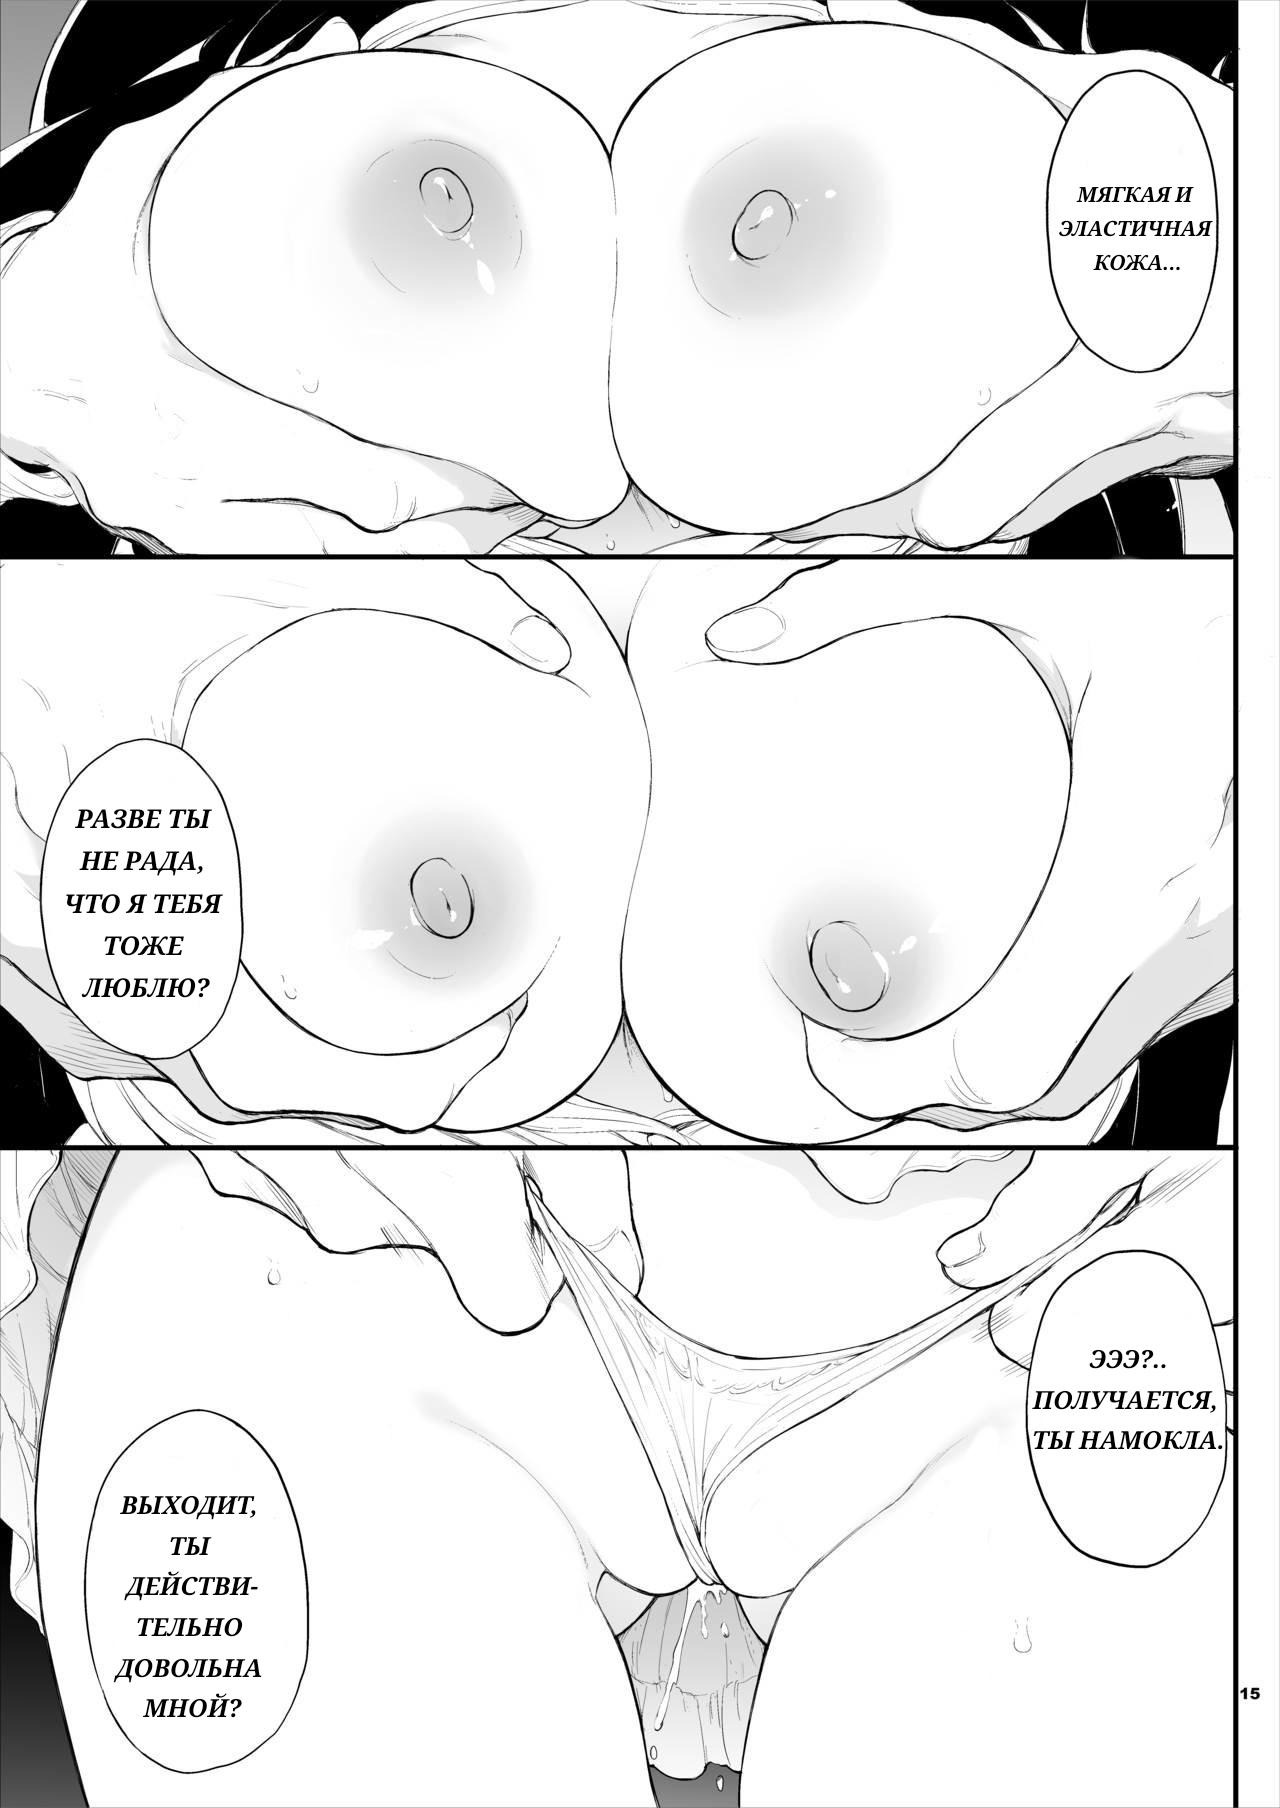 МЯГКАЯ И
ЭЛАСТИЧНАЯ
КОЖА...
РАЗВЕ ТЫ
НЕ РАДА,
ЧТО Я ТЕБЯ
ТОЖЕ
ЛЮБЛЮ?
ЭЭЭ?..
ПОЛУЧАЕТСЯ,
ТЫ НАМОКЛА.
ВЫХОДИТ,
ТЫ
ДЕЙСТВИ-
ТЕЛЬНО
ДОВОЛЬНА
МНОЙ?
15